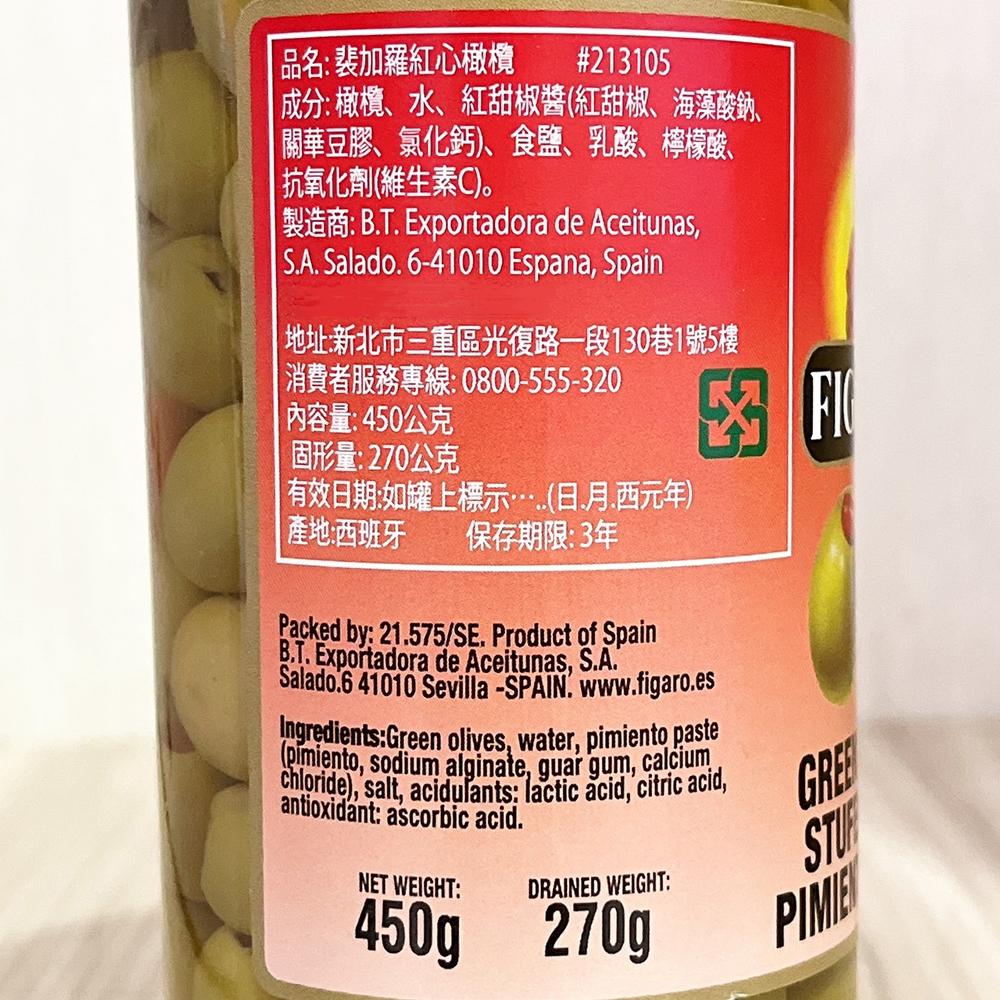 品名: 裴加羅紅心橄欖 #213105
成分: 橄欖、水、紅甜椒醬(紅甜椒、海藻酸鈉、
關華豆膠、氯化鈣)、食鹽、乳酸、檸檬酸、
抗氧化劑(維生素C)。
製造商: B.T. Exportadora de Aceitunas,
S.A. Salado. 6-41010 Espana, Spain
地址:新北市三重區光復路一段130巷1號5樓
消費者服務專線: 0800-555-320
內容量: 450公克
固形量: 270公克
有效日期:如罐上標示…..(日.月.西元年)
產地:西班牙 保存期限: 3年
Packed by: 21.575/SE. Product of Spain
B.T. Exportadora de Aceitunas, S.A.
Salado.6 41010 Sevilla -SPAIN. www.figaro.es
Ingredients:Green olives, water, pimiento paste
(pimiento, sodium alginate, guar gum, calcium
chloride), salt, acidulants: lactic acid, citric acid,
antioxidant: ascorbic acid.
NET WEIGHT: DRAINED WEIGHT:
450g 270g
FIG
GREE
STUF
PIMIEN